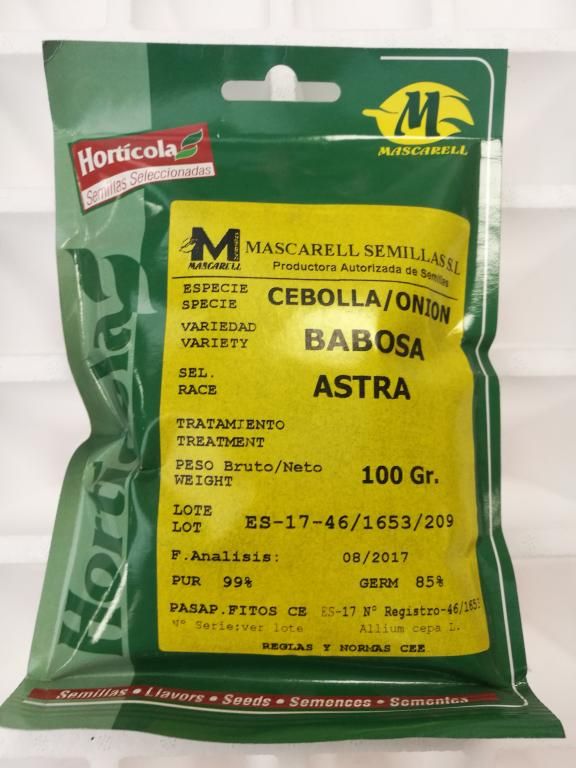 M
MASCARELL
Hortícola
Semillas Seleccionadas
Hortícola
M
MASCARELL
MASCARELL SEMILLAS S.L
Productora Autorizada de Semillas
ESPECIE
SPECIE
CEBOLLA/ONION
VARIEDAD
VARIETY
BABOSA
SEL.
RACE
ASTRA
TRATAMIENTO
TREATMENT
PESO Bruto/Neto
WEIGHT
100 Gr.
LOTE
LOT
ES-17-46/1653/209
F.Analisis: 08/2017
PUR 99% GERM 85%
PASAP.FITOS CE ES-17 Nº Registro-46/1653
Nº Serie:ver lote Allium cepa L.
REGLAS Y NORMAS CEE
Semillas • Llavors • Seeds • Semences • Sementes